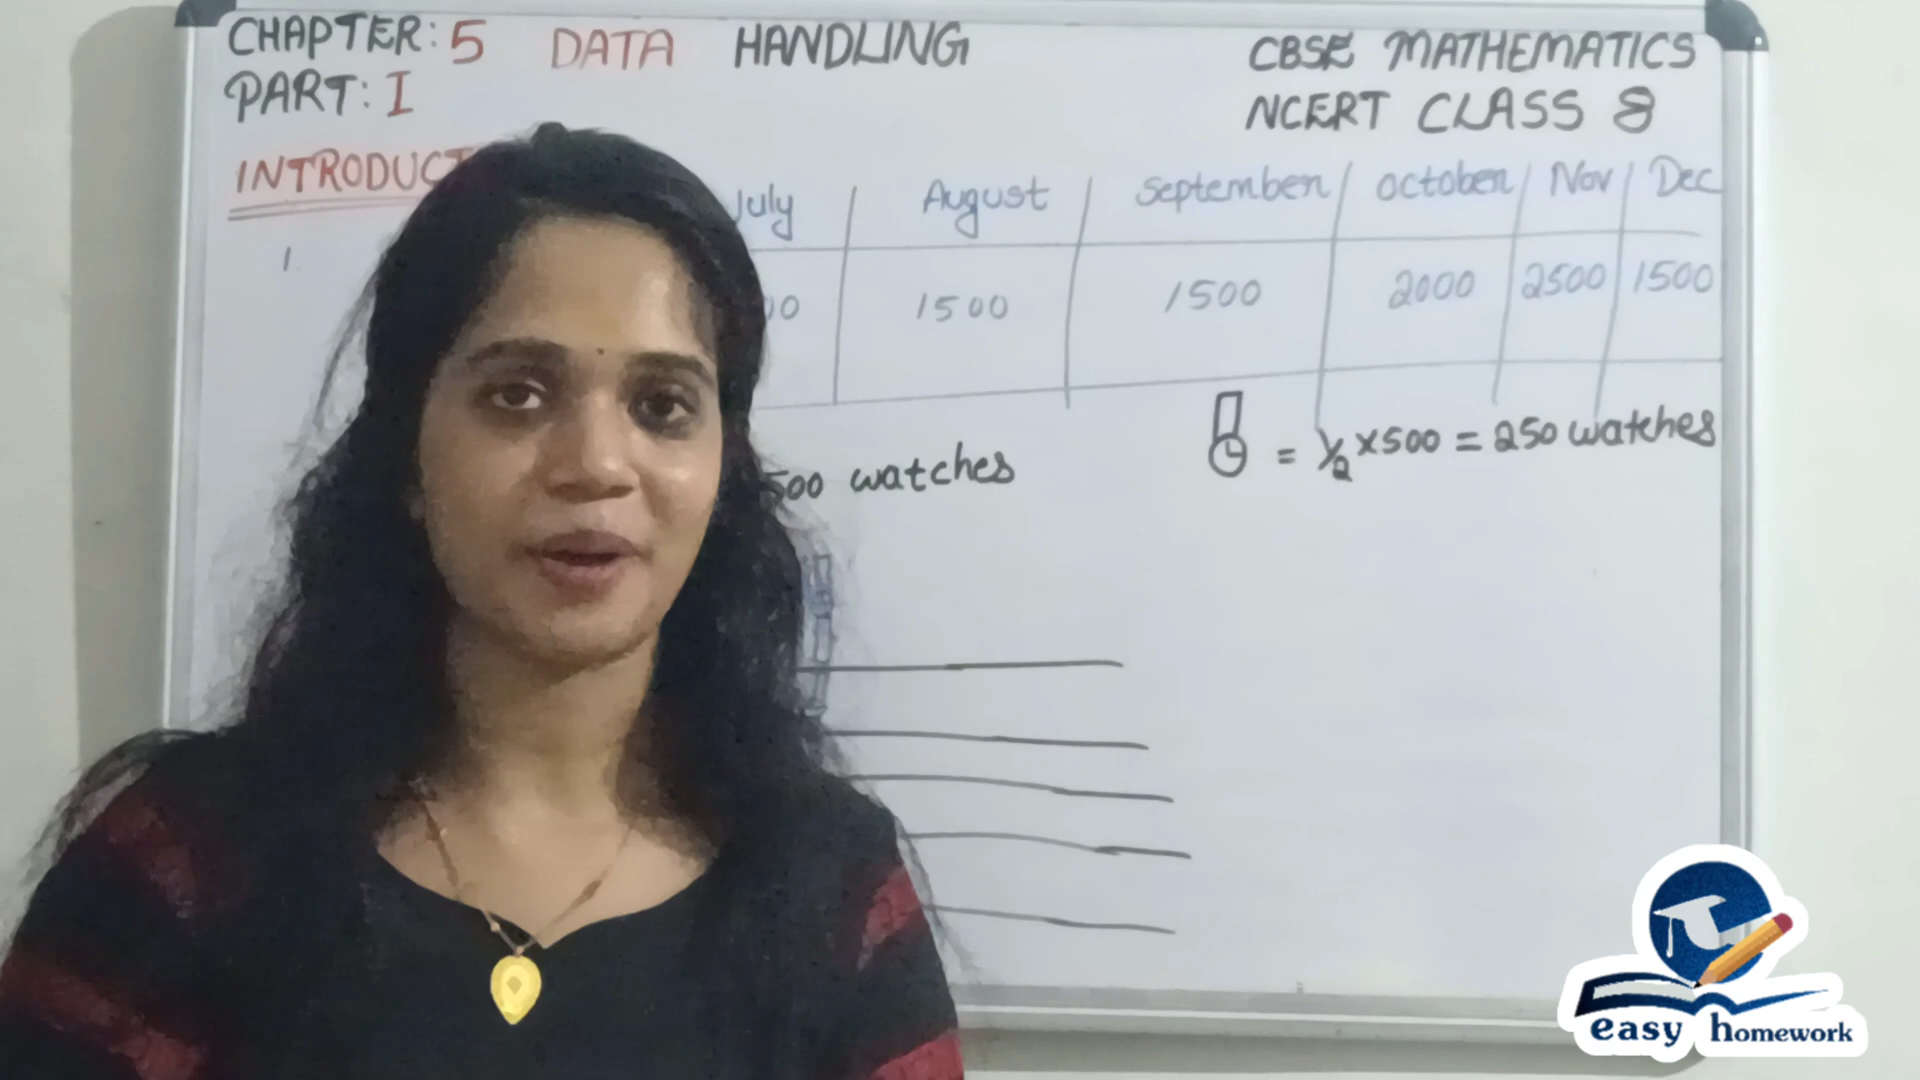 CHAPTER: 5 DATA HANDLING
CBSE MATHEMATICS
PART: I
NCERT CLASS 8
July August September October Nov Dec
1.
1500 1500 2000 2500 1500
500 watches
= 1/2 x 500 = 250 watches
easy homework